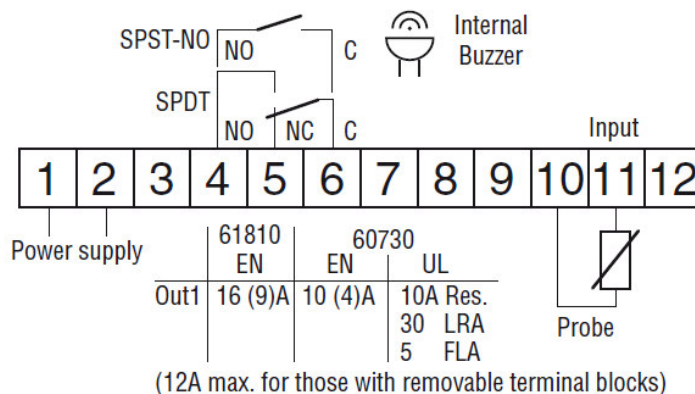 SPST-NO NO C Internal
Buzzer
SPDT
NO NC C Input
1 2 3 4 5 6 7 8 9 10 11 12
Power supply
61810 60730
EN EN UL
Out1 16 (9)A 10 (4)A 10A Res.
30 LRA
5 FLA
Probe
(12A max. for those with removable terminal blocks)